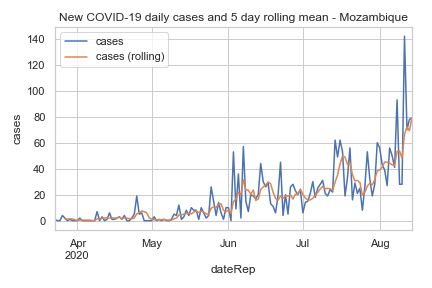 New COVID-19 daily cases and 5 day rolling mean - Mozambique
cases
cases (rolling)
140
120
100
80
60
40
20
0
cases
Apr
2020
May
Jun
Jul
Aug
dateRep